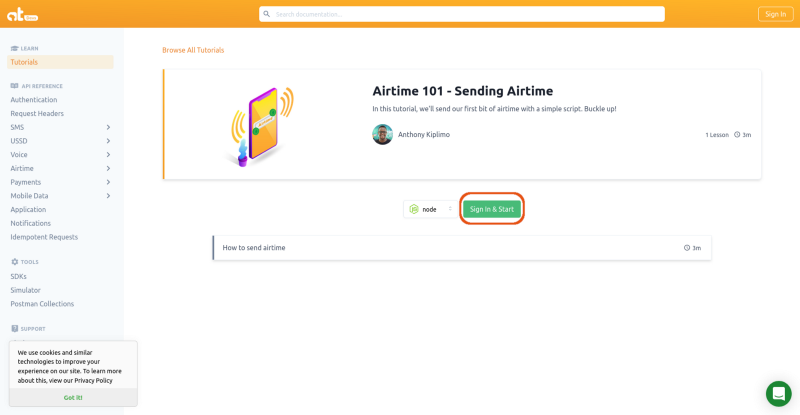 at
Search documentation...
Sign In
LEARN
Tutorials
API REFERENCE
Authentication
Request Headers
SMS
USSD
Voice
Airtime
Payments
Mobile Data
Application
Notifications
Idempotent Requests
TOOLS
SDKs
Simulator
Postman Collections
SUPPORT
Browse All Tutorials
Airtime 101 - Sending Airtime
In this tutorial, we'll send our first bit of airtime with a simple script. Buckle up!
Anthony Kiplimo
1 Lesson
3m
node
Sign In & Start
How to send airtime
3m
We use cookies and similar
technologies to improve your
experience on our site. To learn more
about this, view our Privacy Policy
Got it!